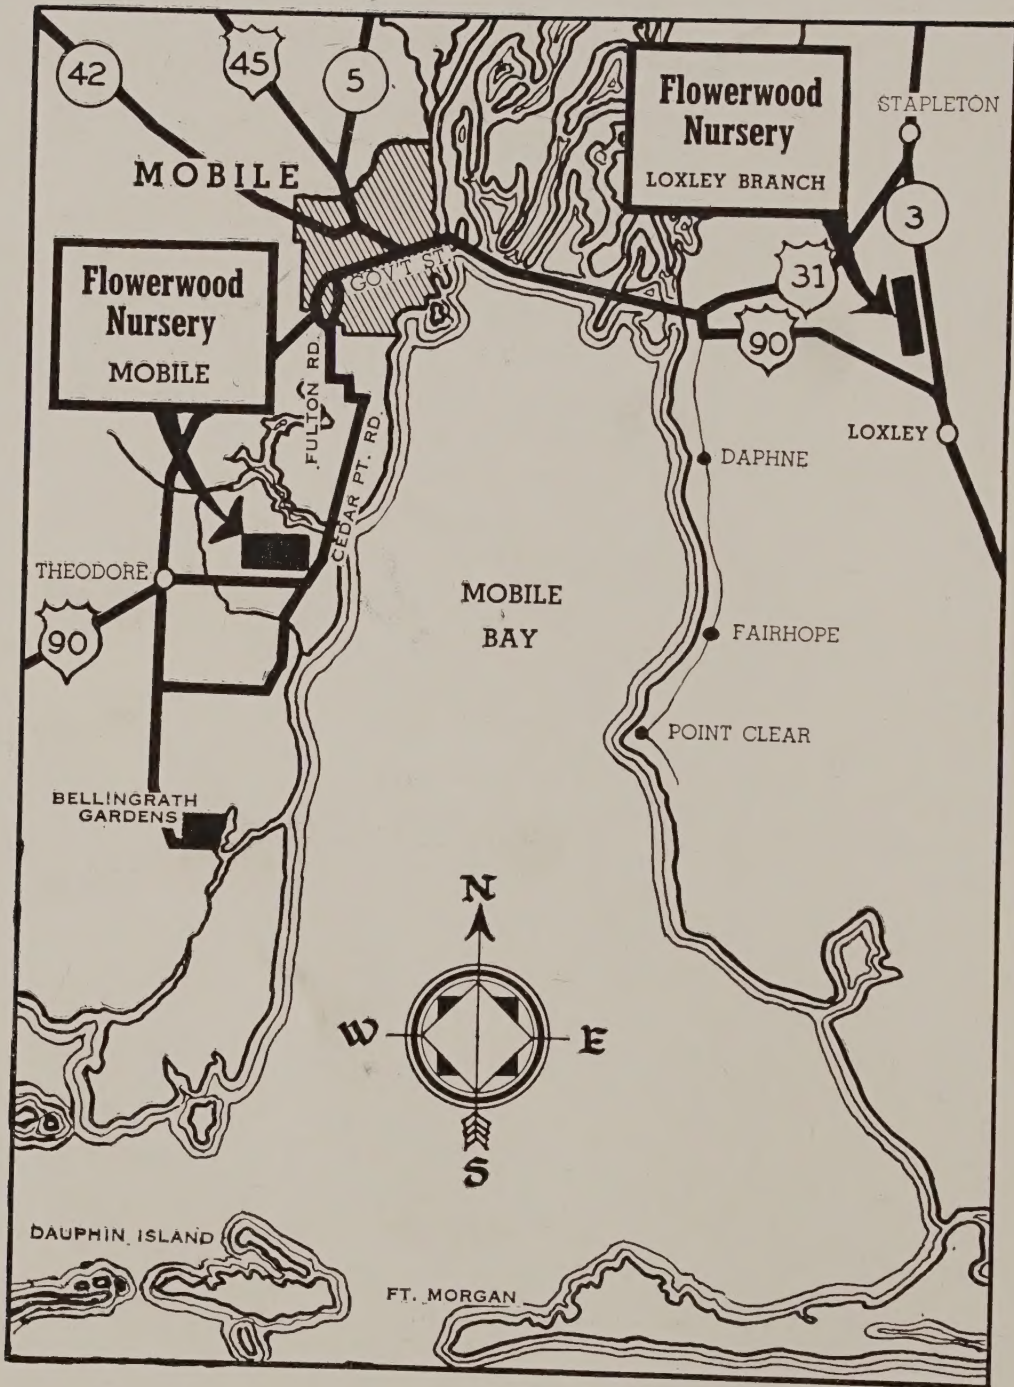 42
45
5
Flowerwood
Nursery
LOXLEY BRANCH
STAPLETON
3
MOBILE
GOV'T ST.
31
90
Flowerwood
Nursery
MOBILE
FULTON RD.
CEDAR PT. RD.
LOXLEY
DAPHNE
THEODORE
90
MOBILE
BAY
FAIRHOPE
POINT CLEAR
BELLINGRATH
GARDENS
N
W
E
S
DAUPHIN ISLAND
FT. MORGAN